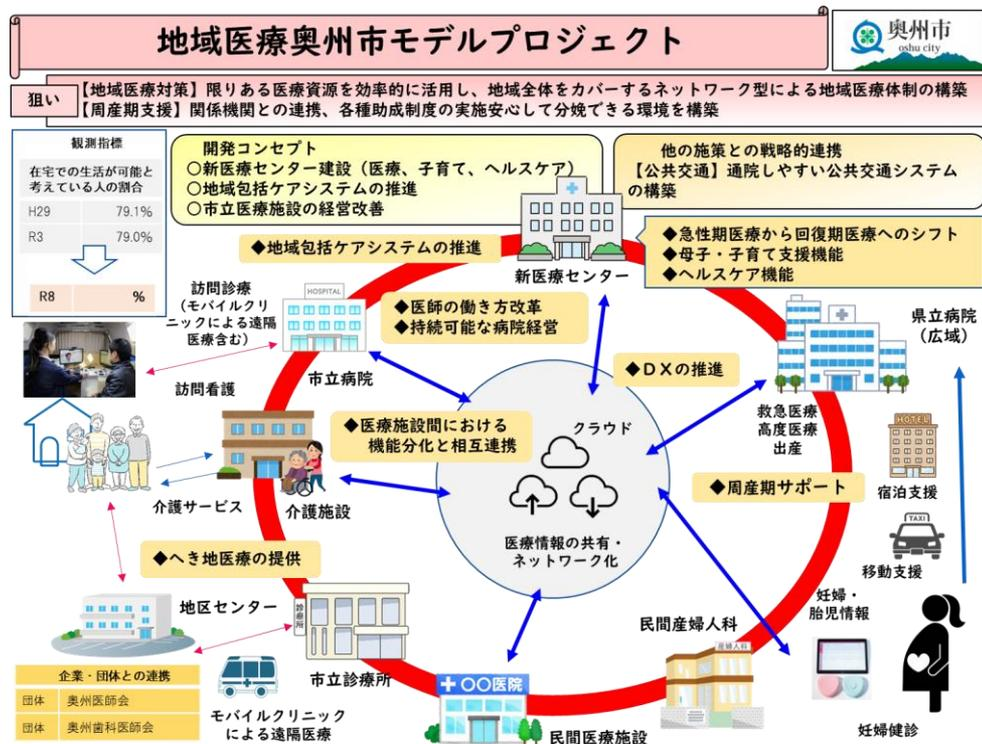 地域医療奥州市モデルプロジェクト
奥州市
oshu city
狙い
【地域医療対策】限りある医療資源を効率的に活用し、地域全体をカバーするネットワーク型による地域医療体制の構築
【周産期支援】関係機関との連携、各種助成制度の実施安心して分娩できる環境を構築
観測指標
在宅での生活が可能と
考えている人の割合
H29 79.1%
R3 79.0%
R8 %
開発コンセプト
○新医療センター建設（医療、子育て、ヘルスケア）
○地域包括ケアシステムの推進
○市立医療施設の経営改善
他の施策との戦略的連携
【公共交通】通院しやすい公共交通システム
の構築
◆地域包括ケアシステムの推進
新医療センター
◆急性期医療から回復期医療へのシフト
◆母子・子育て支援機能
◆ヘルスケア機能
訪問診療
（モバイルクリ
ニックによる遠隔
医療含む）
HOSPITAL
市立病院
◆医師の働き方改革
◆持続可能な病院経営
◆DXの推進
県立病院
（広域）
救急医療
高度医療
出産
訪問看護
介護サービス
介護施設
◆医療施設間における
機能分化と相互連携
クラウド
医療情報の共有・
ネットワーク化
◆周産期サポート
HOTEL
宿泊支援
TAXI
移動支援
◆へき地医療の提供
地区センター
診療所
市立診療所
妊婦・
胎児情報
民間産婦人科
産婦人科
妊婦健診
企業・団体との連携
団体 奥州医師会
団体 奥州歯科医師会
モバイルクリニック
による遠隔医療
〇〇医院
民間医療施設